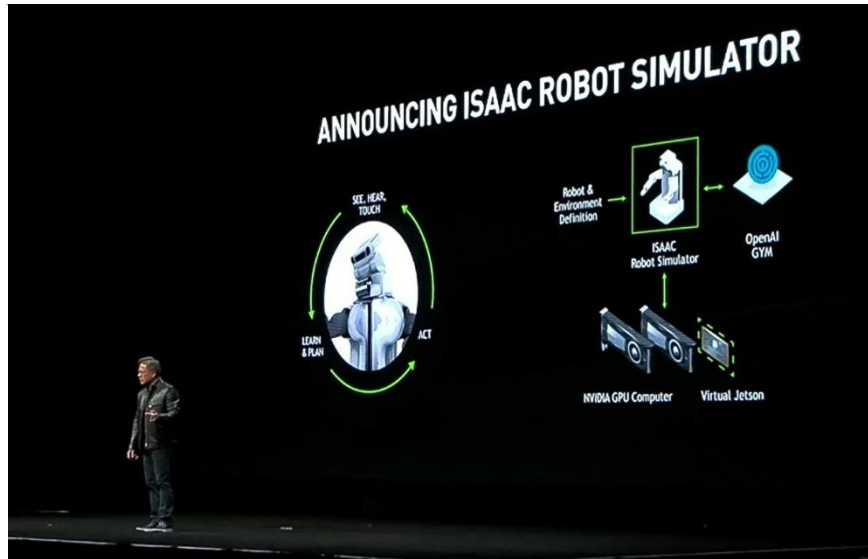 ANNOUNCING ISAAC ROBOT SIMULATOR
SEE, HEAR,
TOUCH
LEARN
& PLAN
ACT
Robot &
Environment
Definition
ISAAC
Robot Simulator
OpenAI
GYM
NVIDIA GPU Computer
Virtual Jetson